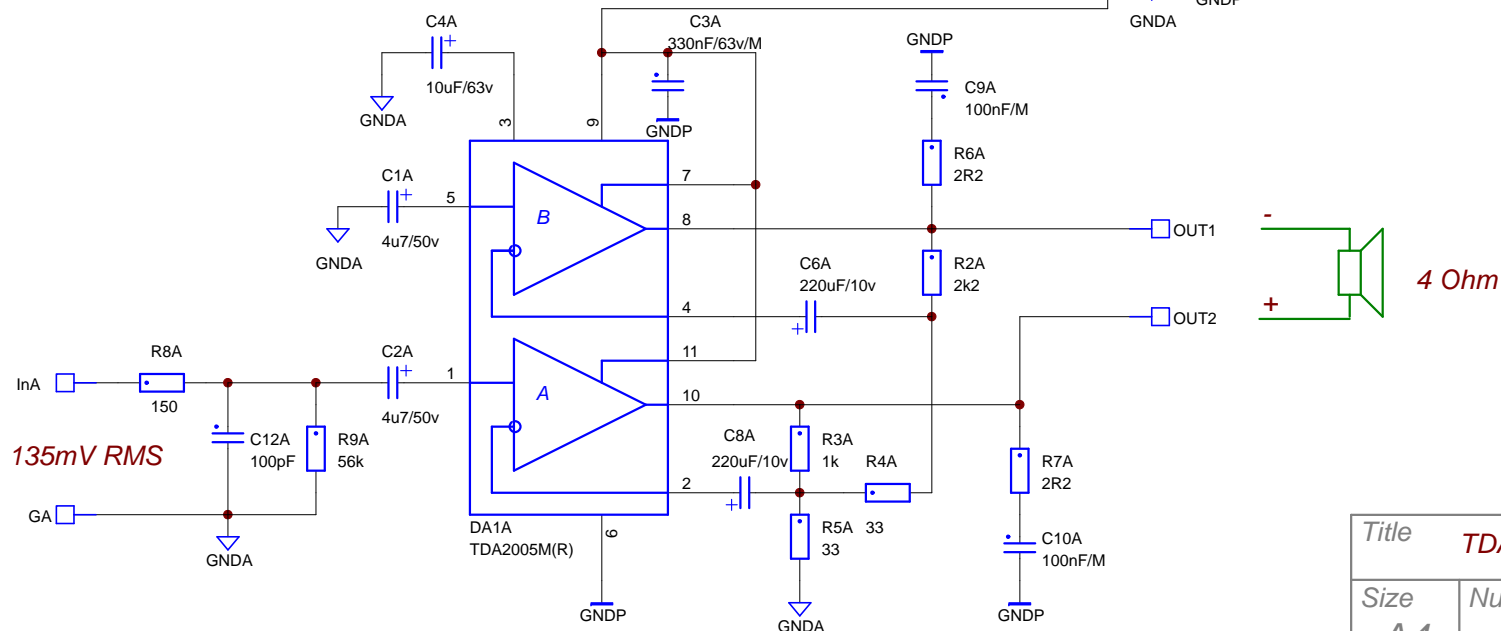 GNDP
GNDA
C4A
10uF/63v
GNDA
C3A
330nF/63v/M
GNDP
3
9
GNDP
C9A
100nF/M
R6A
2R2
C1A
4u7/50v
GNDA
5
B
7
8
4
OUT1
-
R2A
2k2
C6A
220uF/10v
+
+
OUT2
4 Ohm
InA
R8A
150
135mV RMS
C12A
100pF
R9A
56k
GA
GNDA
C2A
4u7/50v
1
A
11
10
2
C8A
220uF/10v
+
R3A
1k
R4A
33
R5A
33
GNDA
R7A
2R2
C10A
100nF/M
GNDP
DA1A
TDA2005M(R)
6
GNDP
+
+
+
Title
TDA
Size
Nu